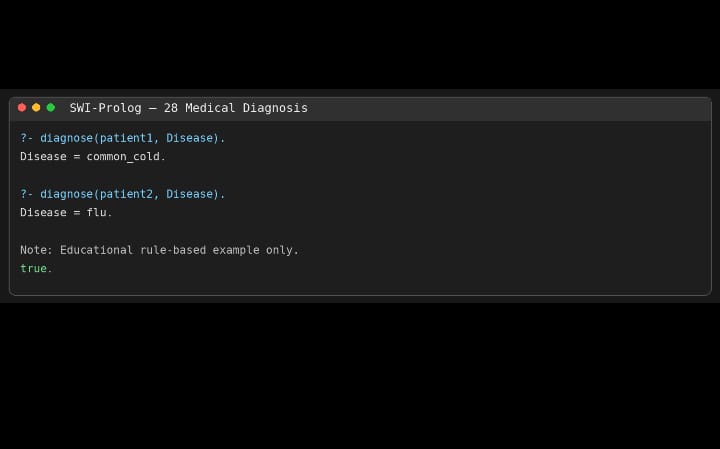 SWI-Prolog — 28 Medical Diagnosis
?- diagnose(patient1, Disease).
Disease = common_cold.
?- diagnose(patient2, Disease).
Disease = flu.
Note: Educational rule-based example only.
true.